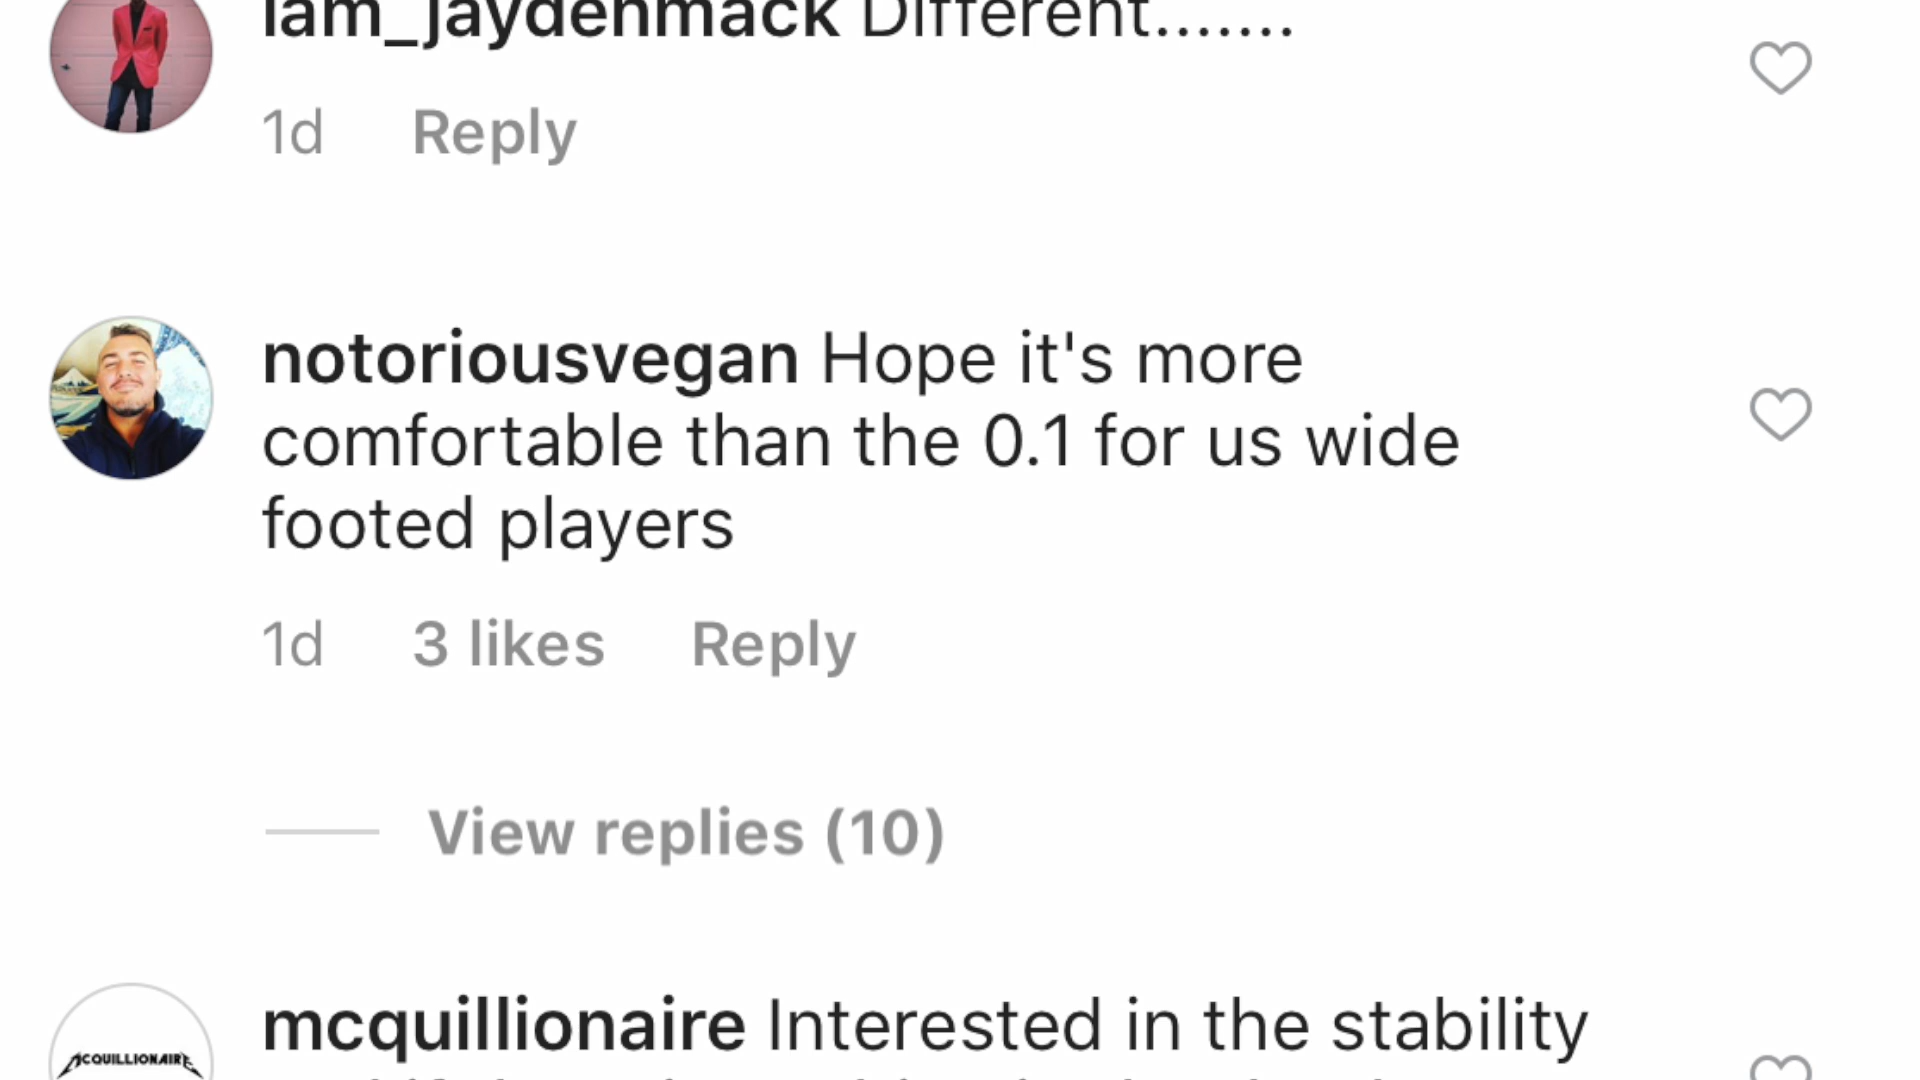 iam_jaydenmack Different.......
1d Reply
notoriousvegan Hope it's more
comfortable than the 0.1 for us wide
footed players
1d 3 likes Reply
View replies (10)
mcquillionaire Interested in the stability
MCQUILLIONAIRE